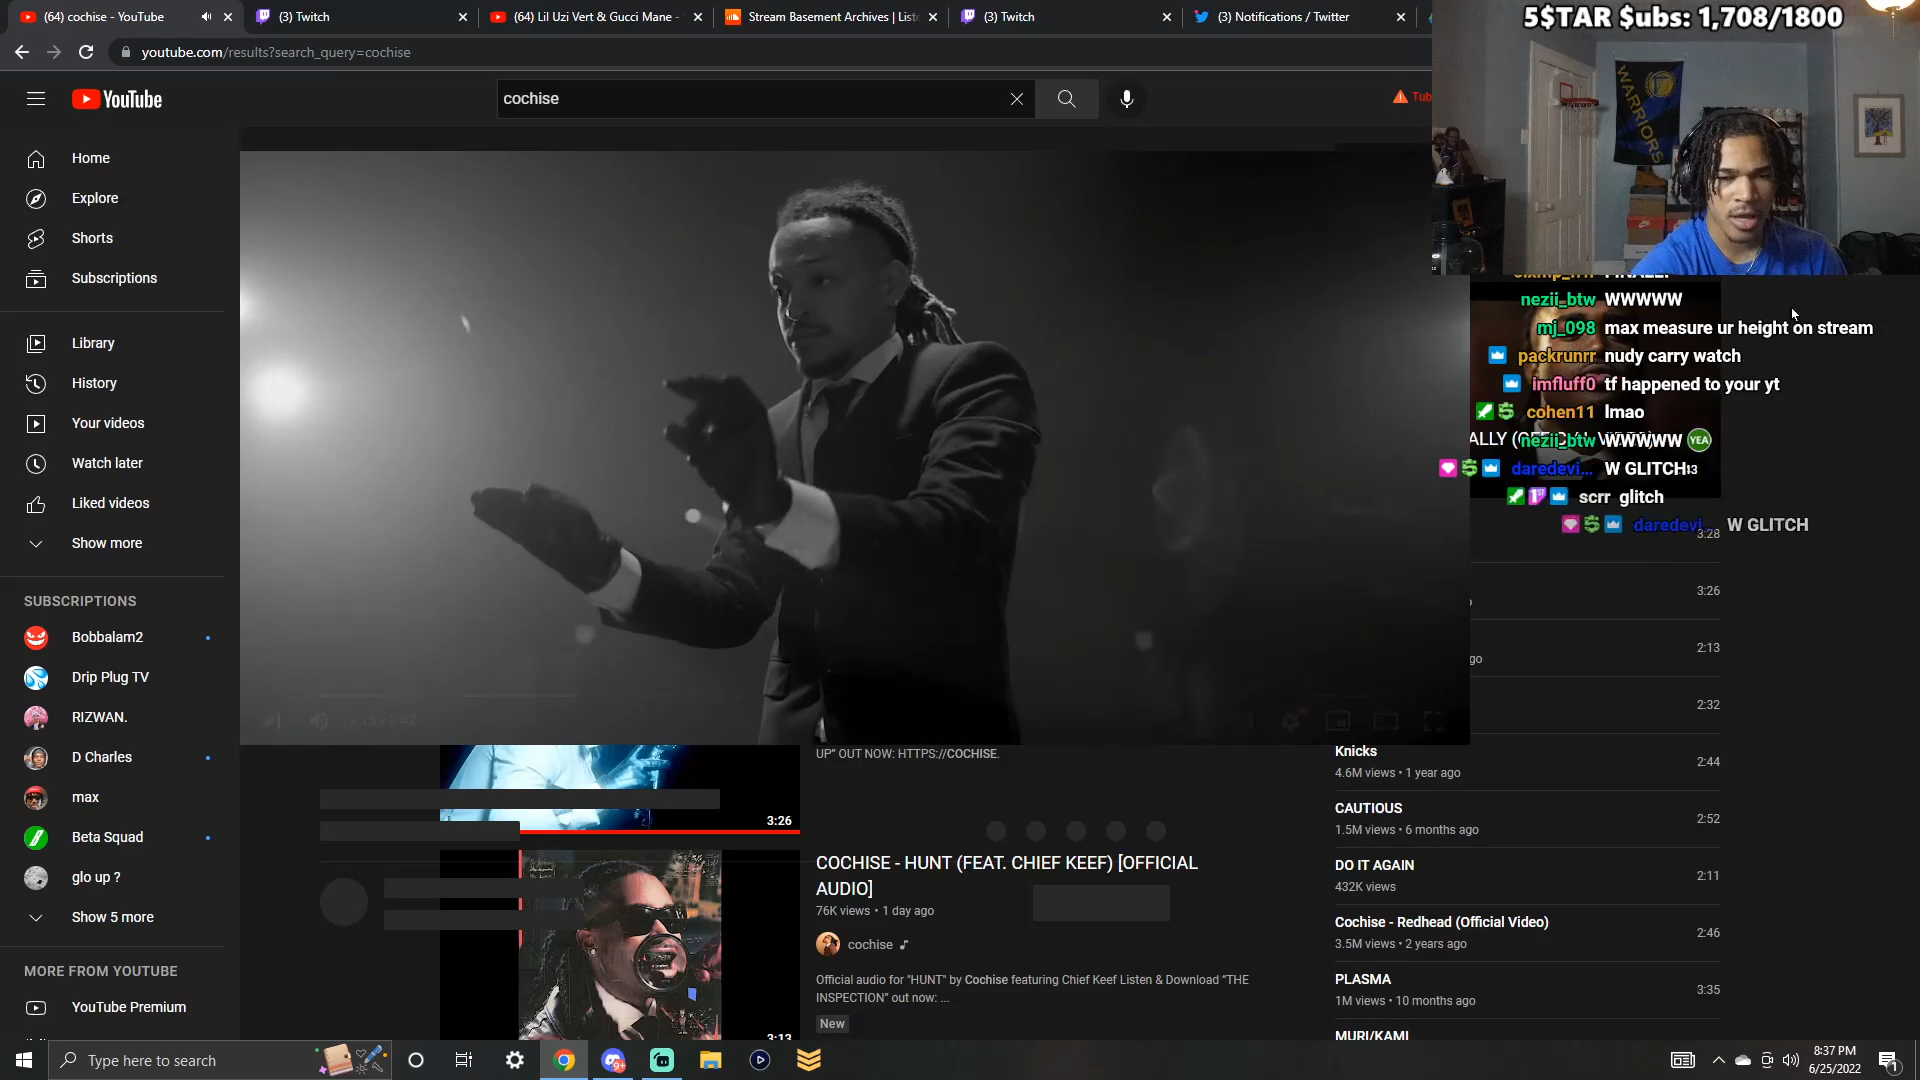 (64) cochise - YouTube
(3) Twitch
(64) Lil Uzi Vert & Gucci Mane -
Stream Basement Archives | List
(3) Twitch
(3) Notifications / Twitter
5$TAR $ubs: 1,708/1800
youtube.com/results?search_query=cochise
YouTube
cochise
Tub
WARRIORS
Home
Explore
Shorts
Subscriptions
Library
History
Your videos
Watch later
Liked videos
Show more
SUBSCRIPTIONS
Bobbalam2
Drip Plug TV
RIZWAN.
D Charles
max
Beta Squad
glo up ?
Show 5 more
MORE FROM YOUTUBE
YouTube Premium
nezii_btw WWWWW
mj_098 max measure ur height on stream
packrunrr nudy carry watch
imfluff0 tf happened to your yt
cohen11 lmao
nezii_btw WWWWW YEA
daredevi... W GLITCH
scrr glitch
daredevi... W GLITCH
3:28
3:26
ago
2:13
2:32
UP" OUT NOW: HTTPS://COCHISE.
3:26
COCHISE - HUNT (FEAT. CHIEF KEEF) [OFFICIAL
AUDIO]
76K views • 1 day ago
cochise
Official audio for "HUNT" by Cochise featuring Chief Keef Listen & Download "THE
INSPECTION" out now: ...
New
3:13
Knicks
4.6M views • 1 year ago
2:44
CAUTIOUS
1.5M views • 6 months ago
2:52
DO IT AGAIN
432K views
2:11
Cochise - Redhead (Official Video)
3.5M views • 2 years ago
2:46
PLASMA
1M views • 10 months ago
3:35
MURI/KAMI
Type here to search
9+
8:37 PM
6/25/2022
1